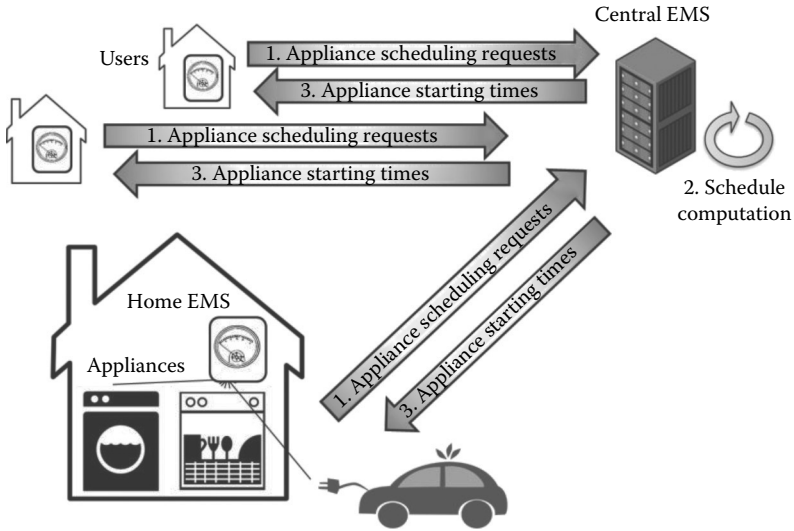 Central EMS
Users
1. Appliance scheduling requests
3. Appliance starting times
1. Appliance scheduling requests
3. Appliance starting times
2. Schedule
computation
1. Appliance scheduling requests
3. Appliance starting times
Home EMS
Appliances